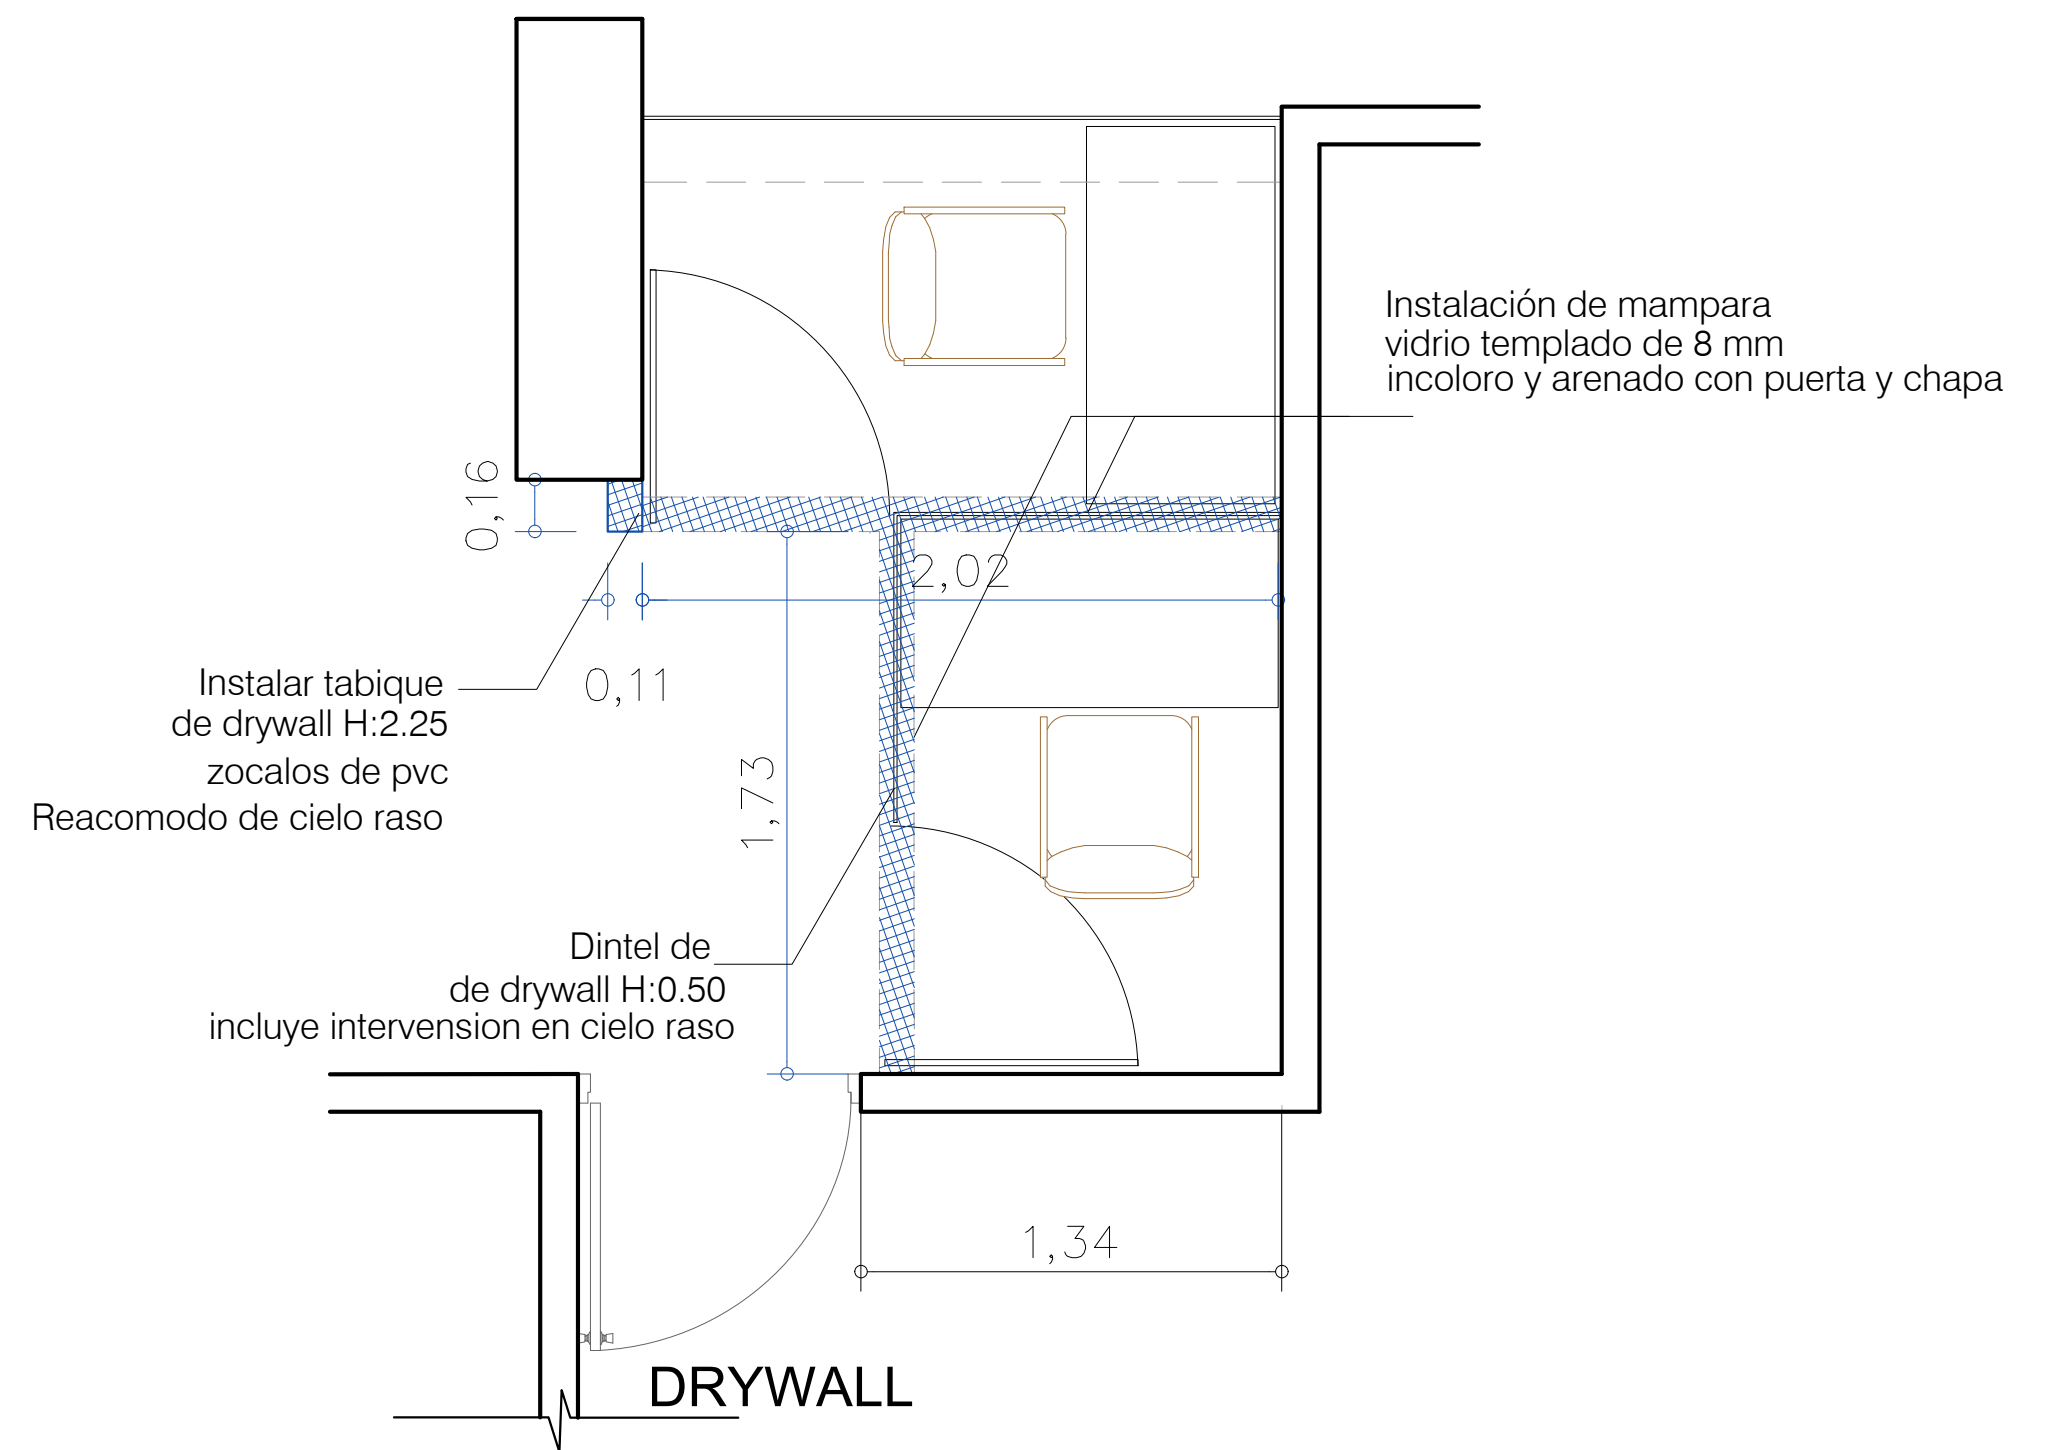 Instalación de mampara
vidrio templado de 8 mm
incoloro y arenado con puerta y chapa
0,16
2,02
0,11
Instalar tabique
de drywall H:2.25
zocalos de pvc
Reacomodo de cielo raso
1,73
Dintel de
de drywall H:0.50
incluye intervension en cielo raso
1,34
DRYWALL